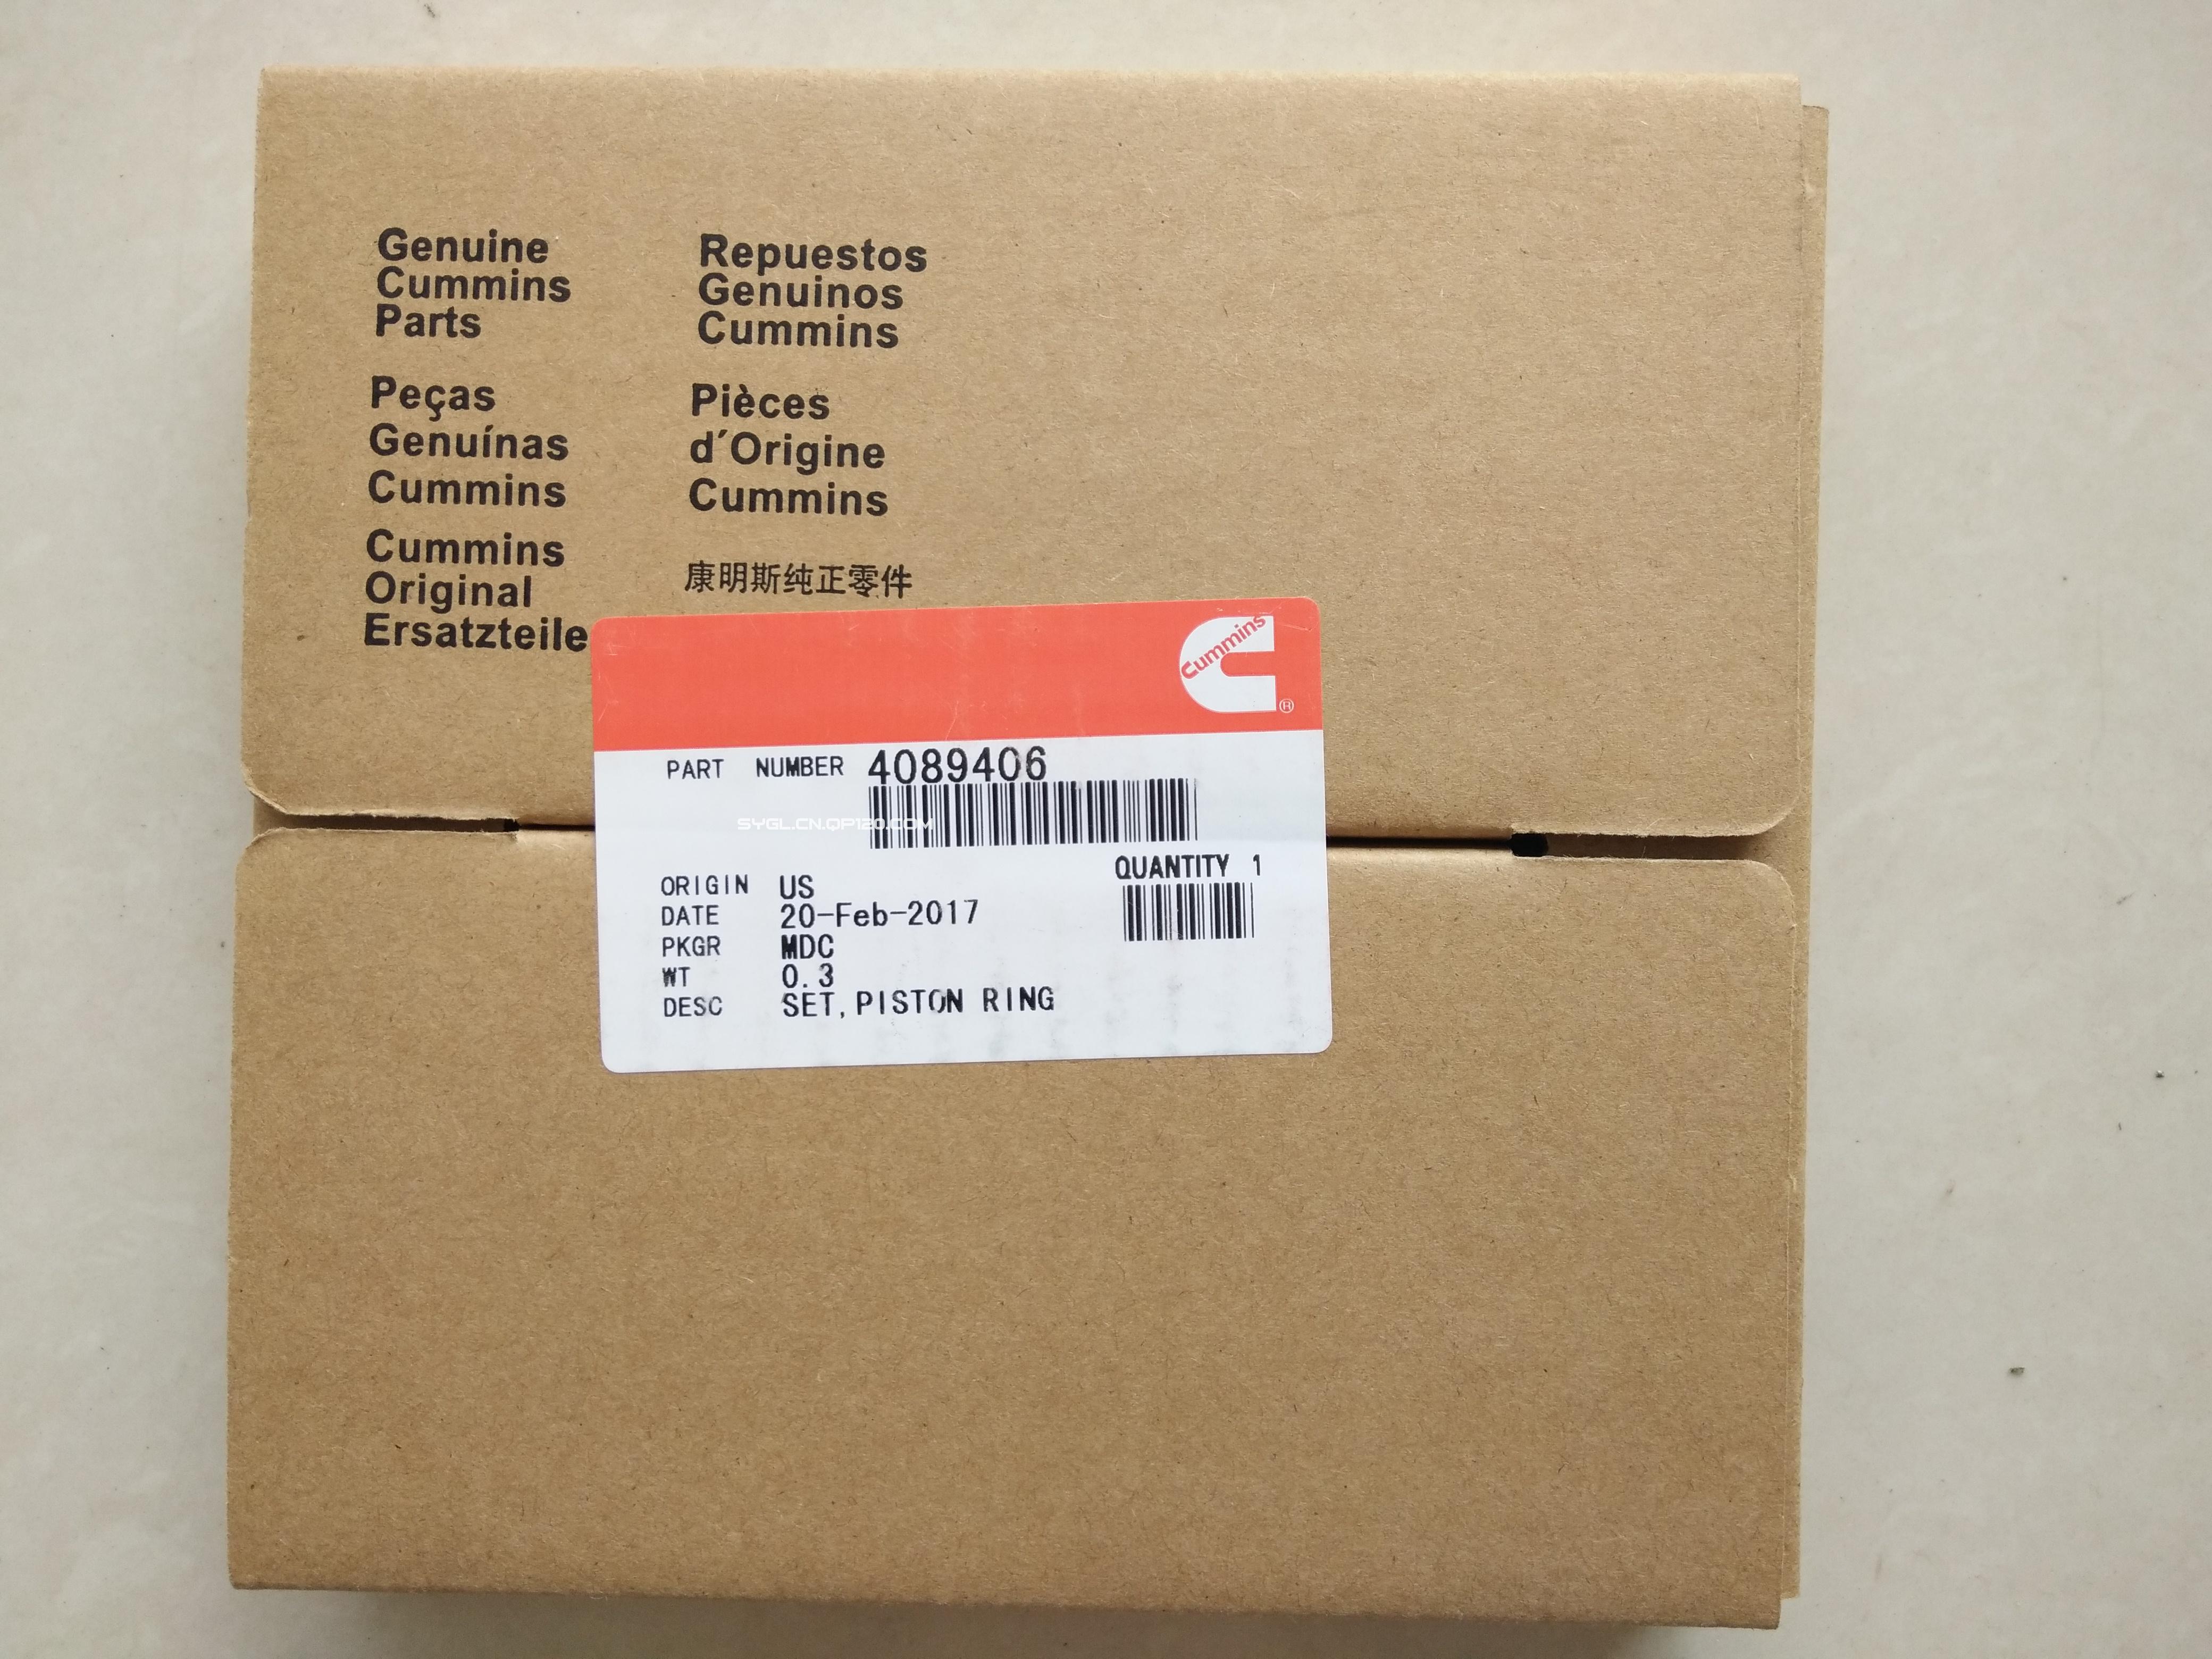 Genuine
Cummins
Parts
Repuestos
Genuinos
Cummins
Peças
Genuínas
Cummins
Pièces
d´Origine
Cummins
Cummins
Original
Ersatzteile
康明斯纯正零件
Cummins
®
PART NUMBER 4089406
SYGL.CN.QP120.COM
QUANTITY 1
ORIGIN US
DATE 20-Feb-2017
PKGR MDC
WT 0.3
DESC SET, PISTON RING